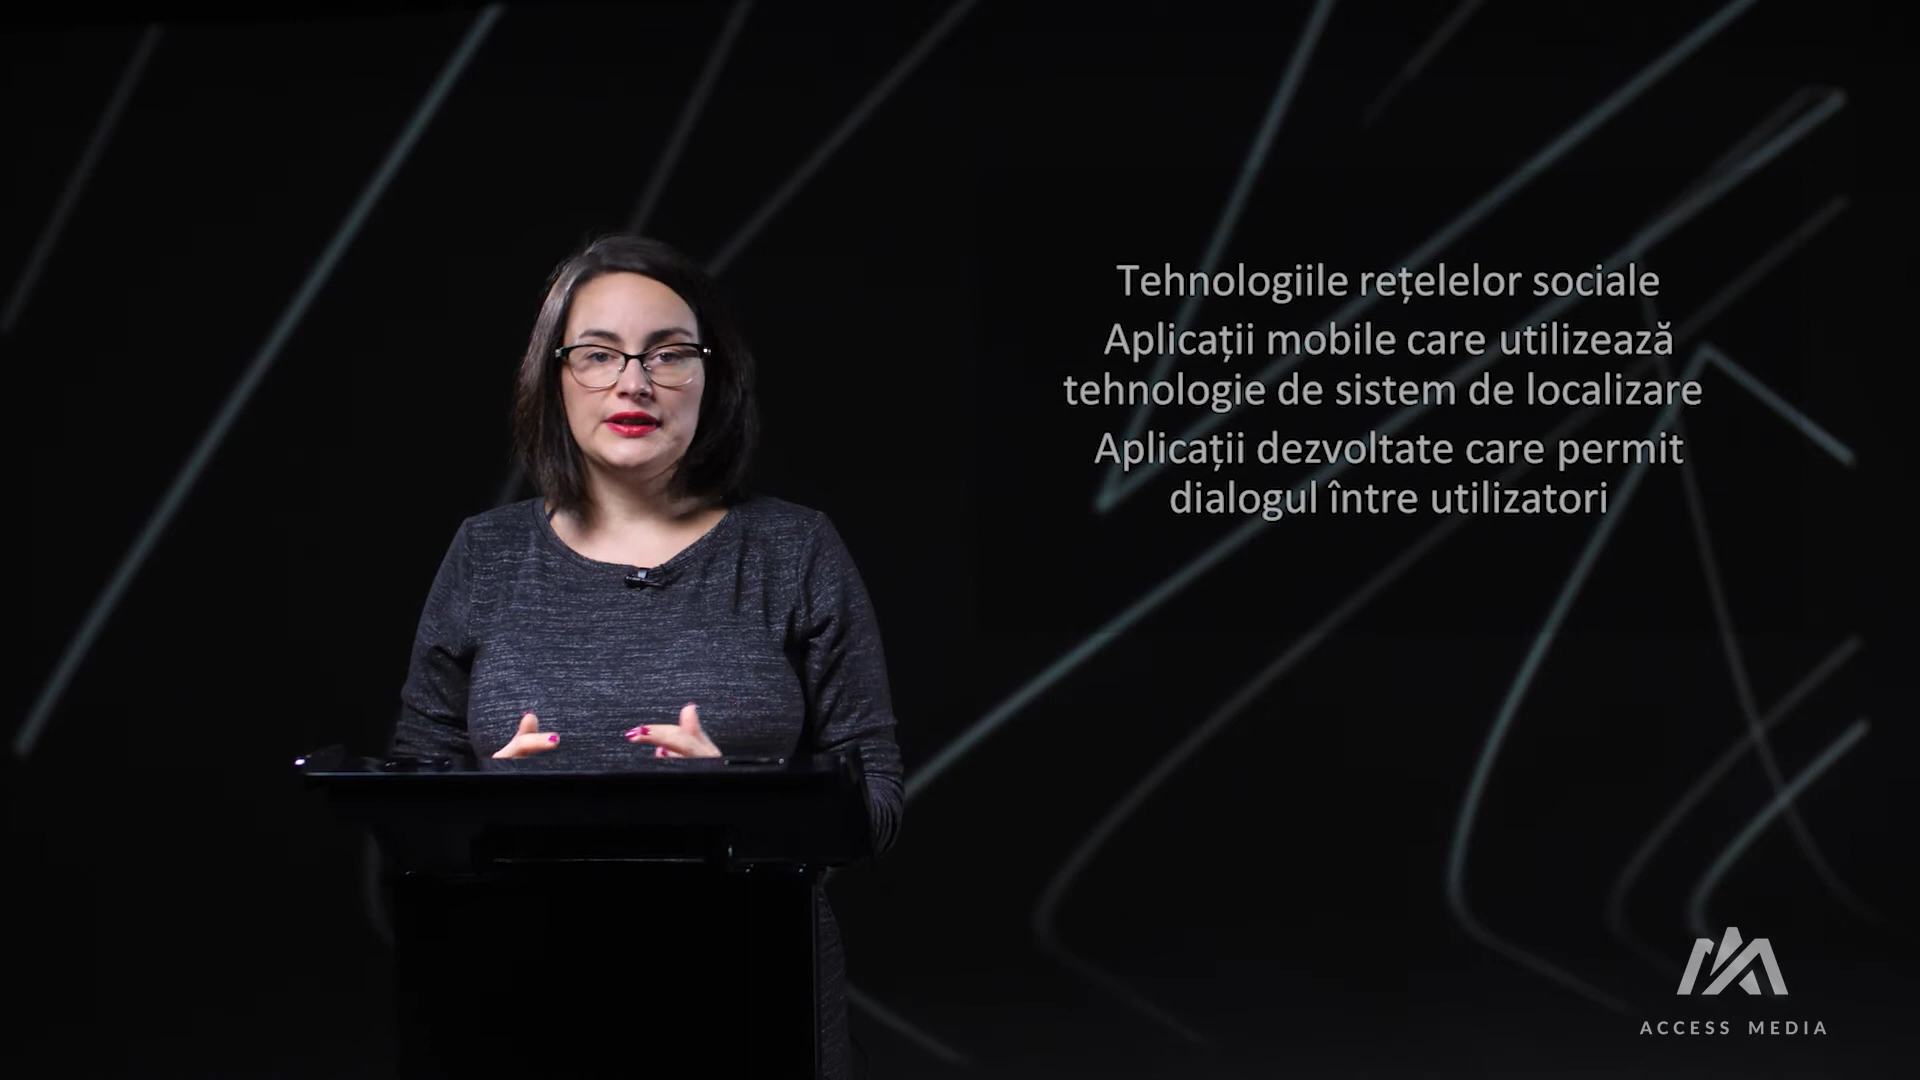 Tehnologiile rețelelor sociale
Aplicații mobile care utilizează
tehnologie de sistem de localizare
Aplicații dezvoltate care permit
dialogul între utilizatori
ACCESS MEDIA